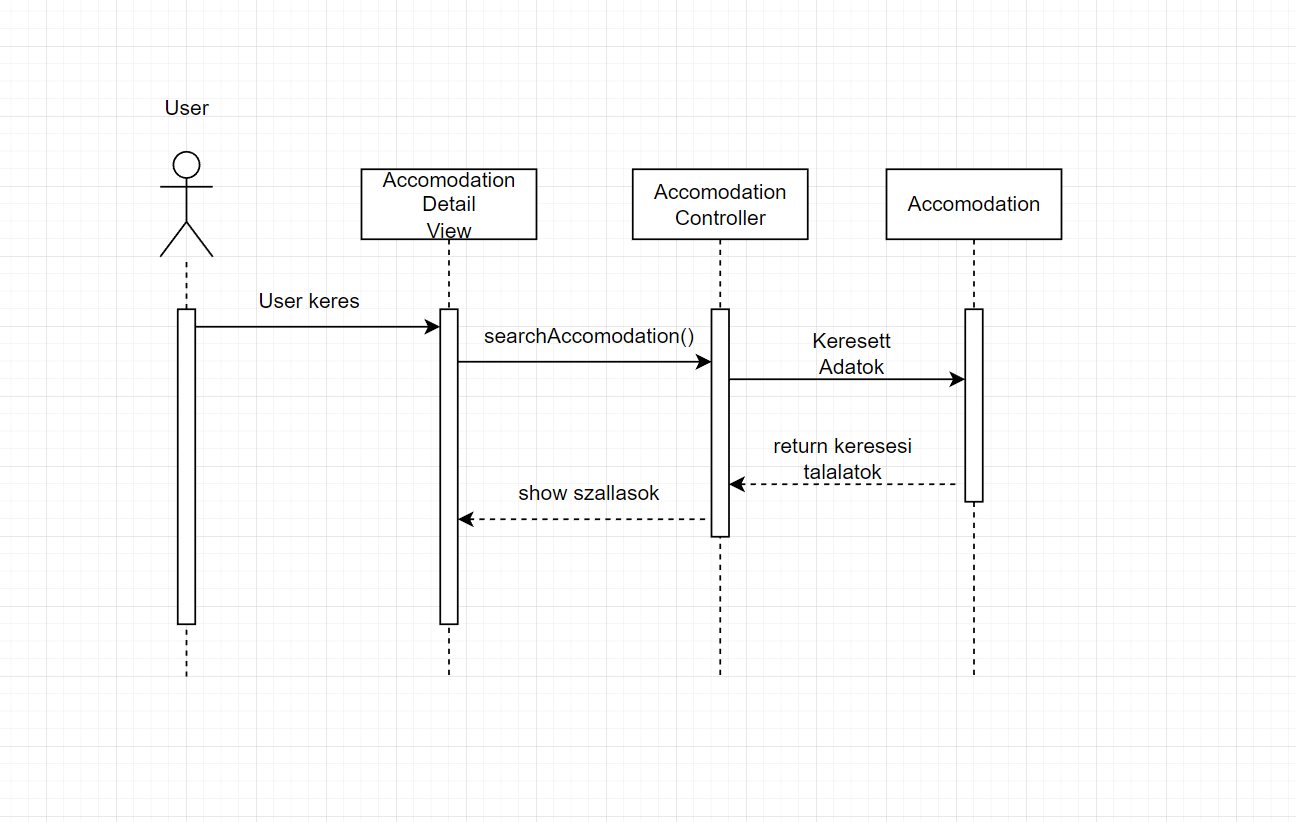 User
Accomodation
Detail
View
Accomodation
Controller
Accomodation
User keres
searchAccomodation()
Keresett
Adatok
return keresesi
talalatok
show szallasok